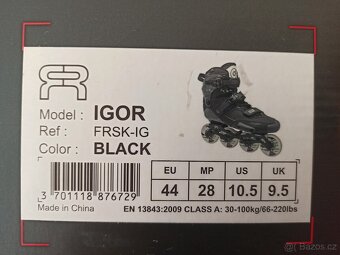 FR
Model : IGOR
Ref : FRSK-IG
Color : BLACK
EU MP US UK
44 28 10.5 9.5
3 701118 876729
Made in China
EN 13843:2009 CLASS A: 30-100kg/66-220lbs
bazoš.cz